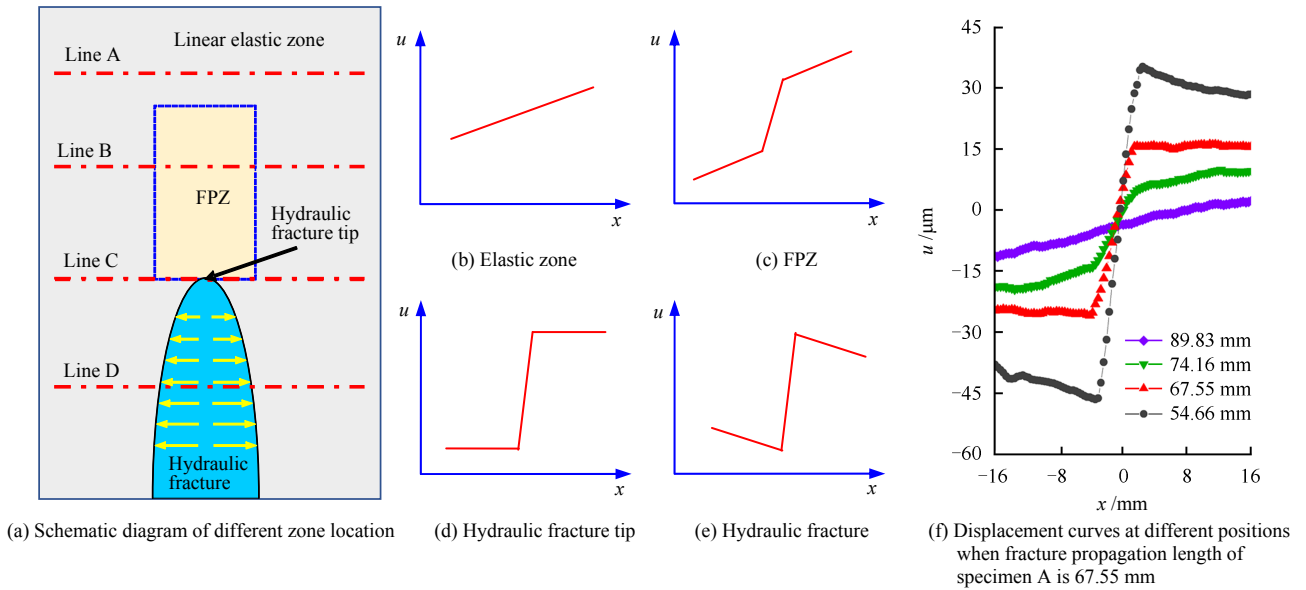 Linear elastic zone
Line A
Line B
FPZ
Hydraulic
fracture tip
Line C
Line D
Hydraulic
fracture
(a) Schematic diagram of different zone location
u
x
(b) Elastic zone
u
x
(c) FPZ
u
x
(d) Hydraulic fracture tip
u
x
(e) Hydraulic fracture
45
30
15
0
−15
−30
−45
−60
u /μm
89.83 mm
74.16 mm
67.55 mm
54.66 mm
−16 −8 0 8 16
x /mm
(f) Displacement curves at different positions
when fracture propagation length of
specimen A is 67.55 mm